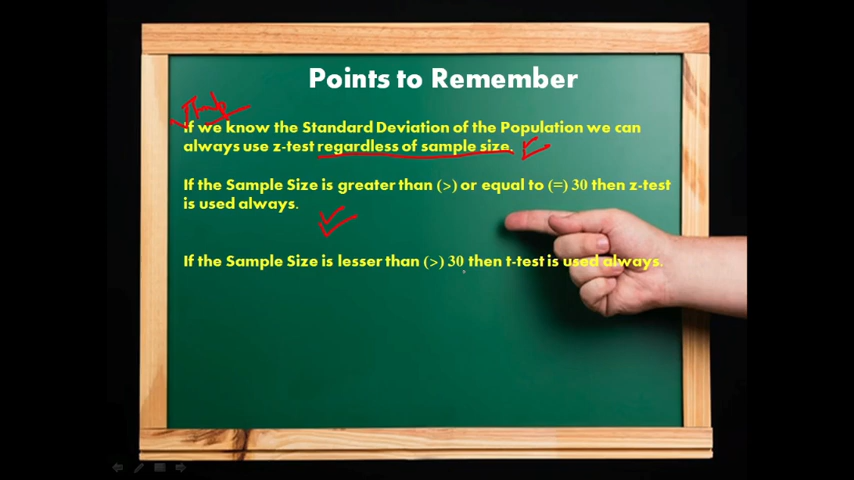 Points to Remember
If we know the Standard Deviation of the Population we can
always use z-test regardless of sample size.
If the Sample Size is greater than (>) or equal to (=) 30 then z-test
is used always.
If the Sample Size is lesser than (>) 30 then t-test is used always.